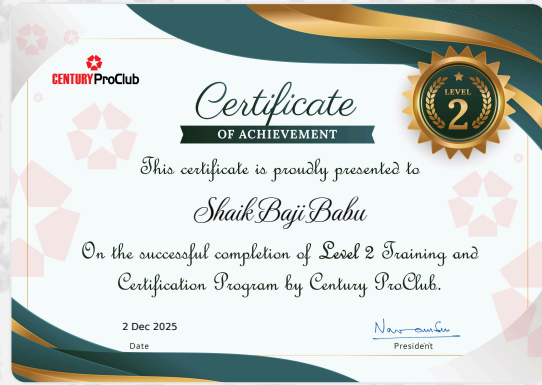 CENTURY ProClub
Certificate
OF ACHIEVEMENT
LEVEL
2
This certificate is proudly presented to
Shaik Baji Babu
On the successful completion of Level 2 Training and
Certification Program by Century ProClub.
2 Dec 2025
Date
President